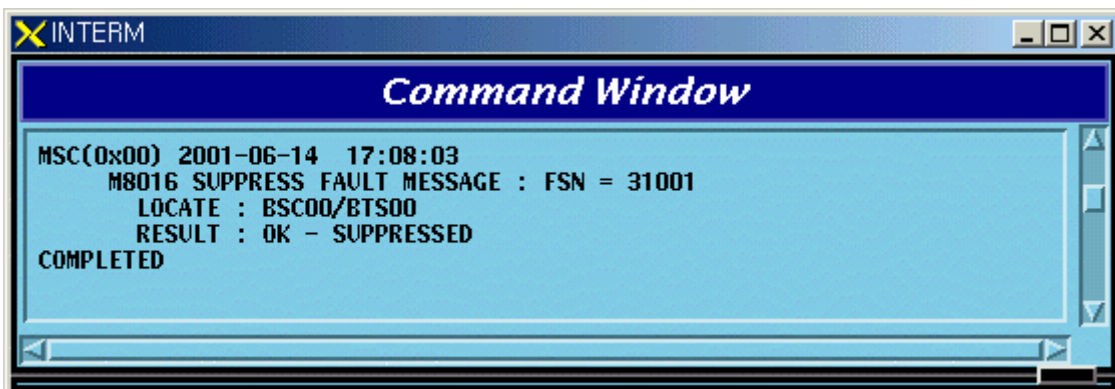 INTERM
Command Window
MSC(0x00) 2001-06-14 17:08:03
M8016 SUPPRESS FAULT MESSAGE : FSN = 31001
LOCATE : BSC00/BTS00
RESULT : OK - SUPPRESSED
COMPLETED